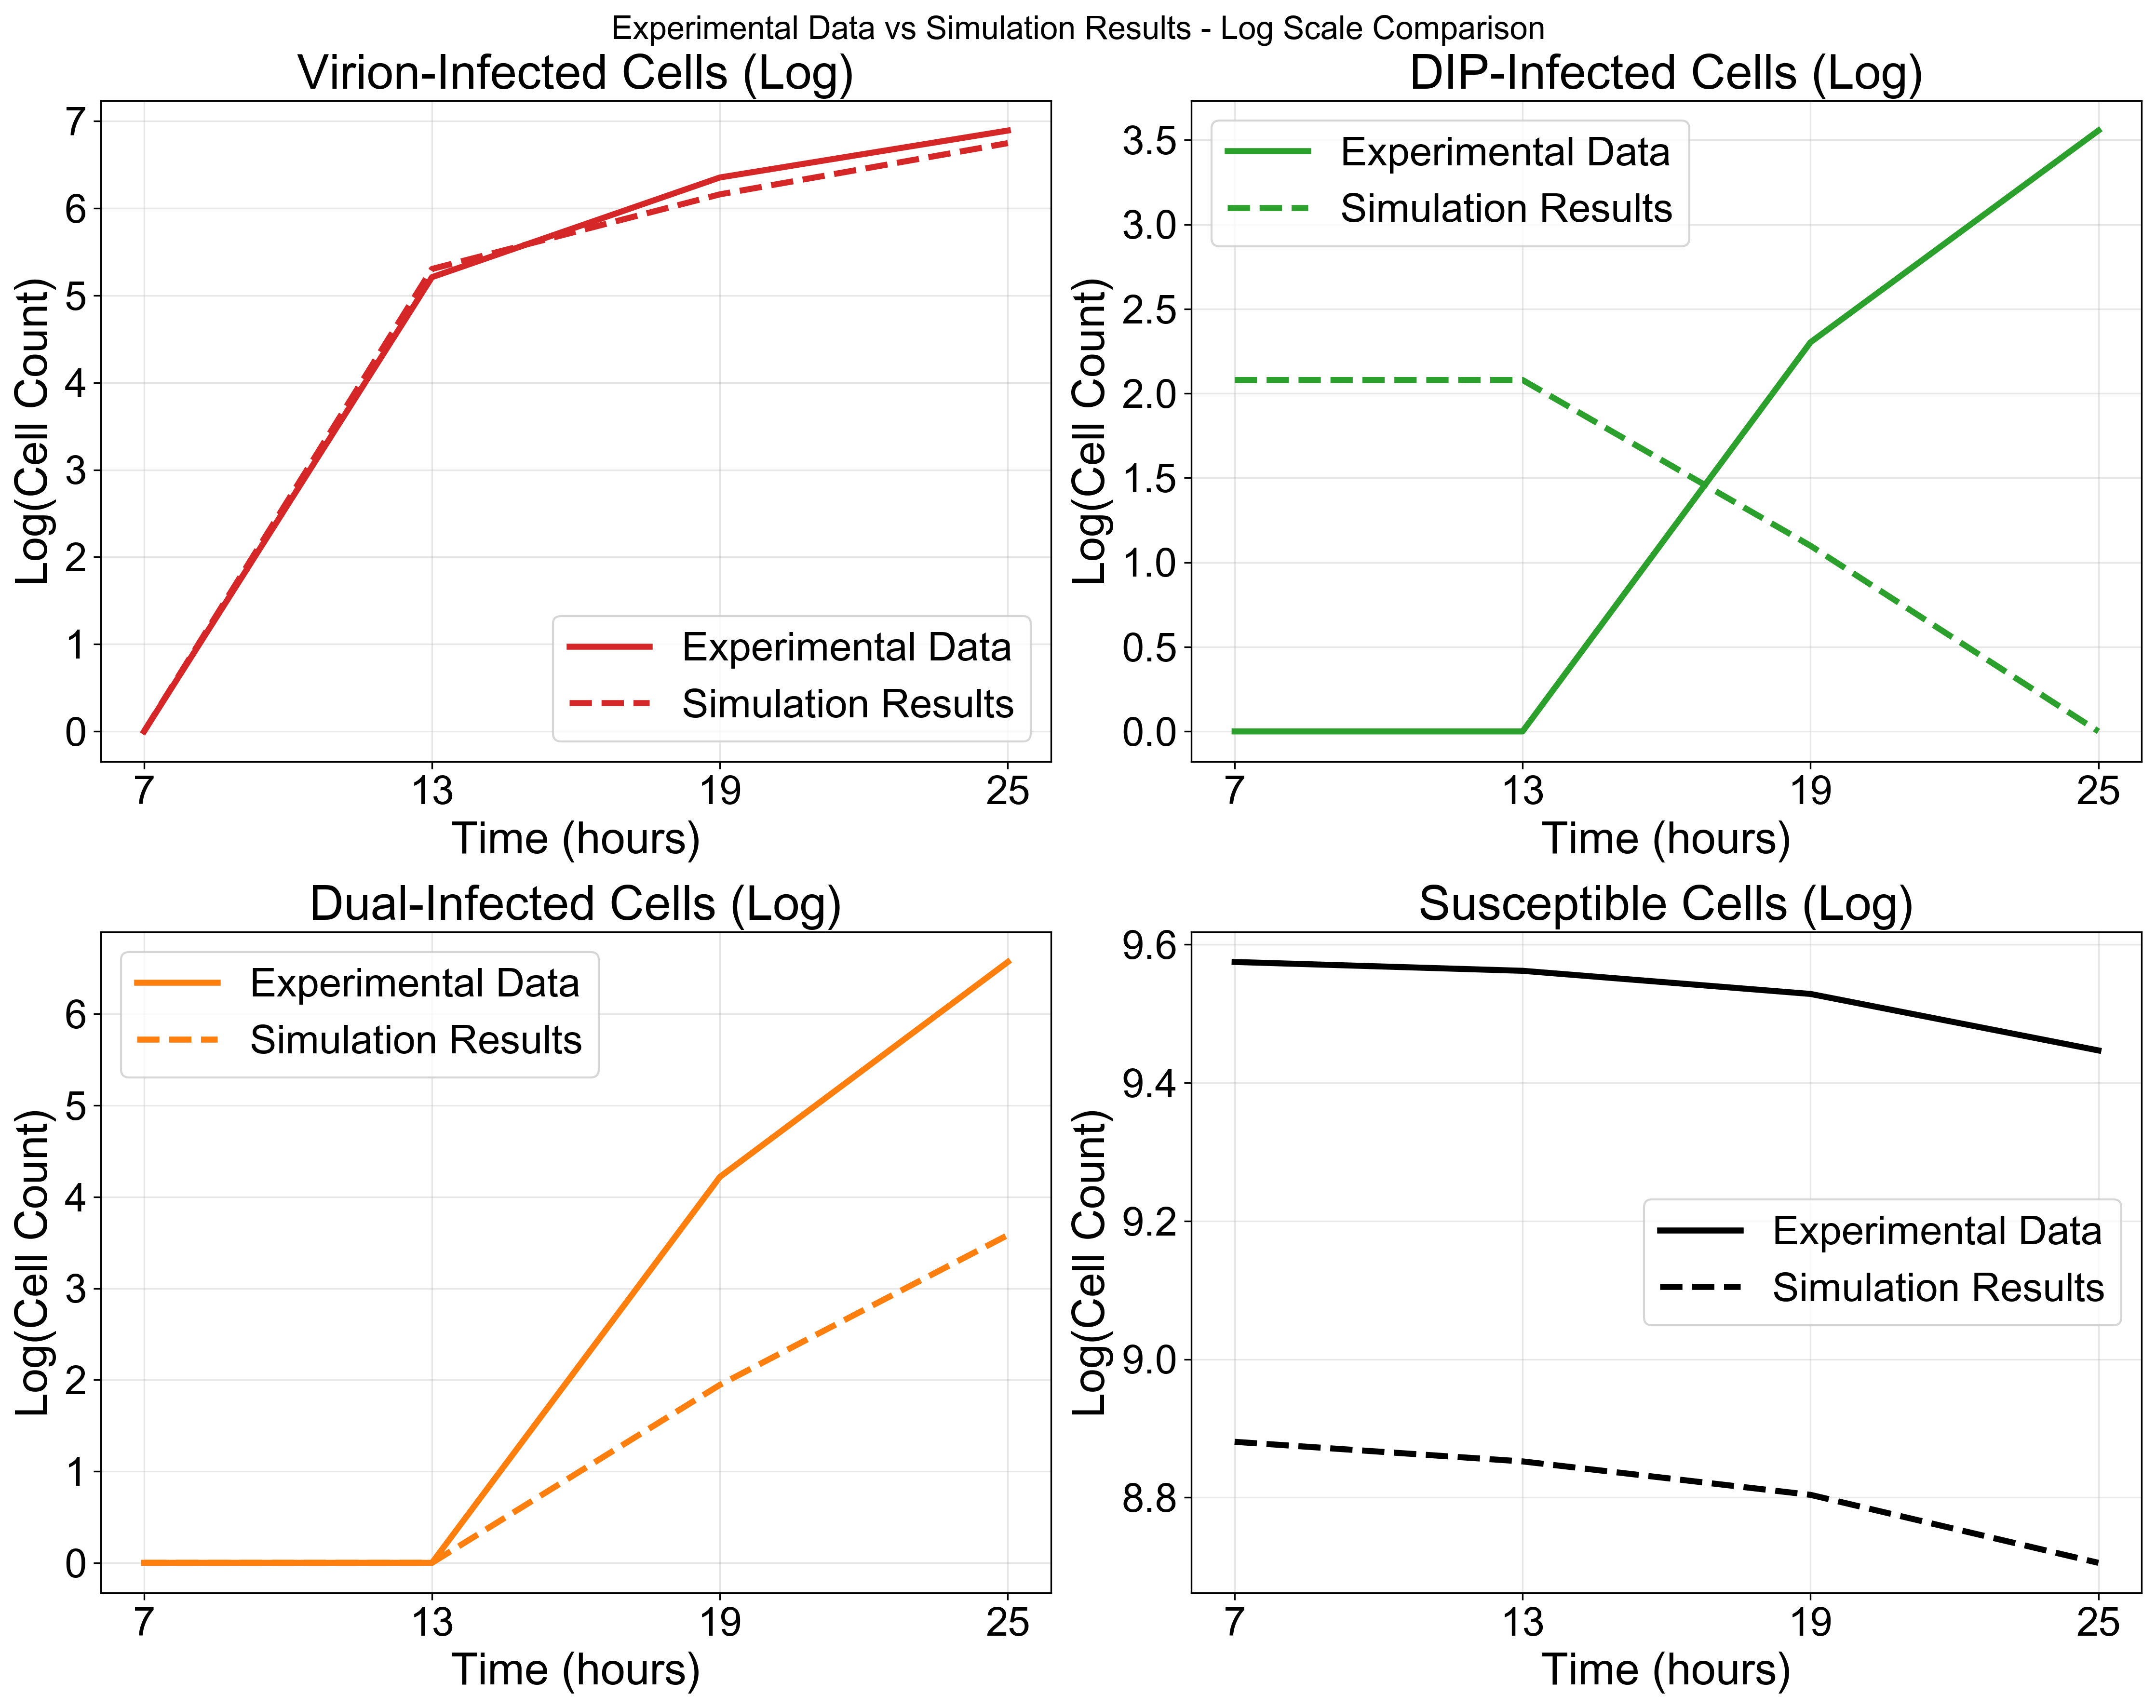 Experimental Data vs Simulation Results - Log Scale Comparison
Virion-Infected Cells (Log)
7
6
5
4
3
2
1
0
Log(Cell Count)
Experimental Data
Simulation Results
7 13 19 25
Time (hours)
DIP-Infected Cells (Log)
3.5
3.0
2.5
2.0
1.5
1.0
0.5
0.0
Log(Cell Count)
Experimental Data
Simulation Results
7 13 19 25
Time (hours)
Dual-Infected Cells (Log)
6
5
4
3
2
1
0
Log(Cell Count)
Experimental Data
Simulation Results
7 13 19 25
Time (hours)
Susceptible Cells (Log)
9.6
9.4
9.2
9.0
8.8
Log(Cell Count)
Experimental Data
Simulation Results
7 13 19 25
Time (hours)